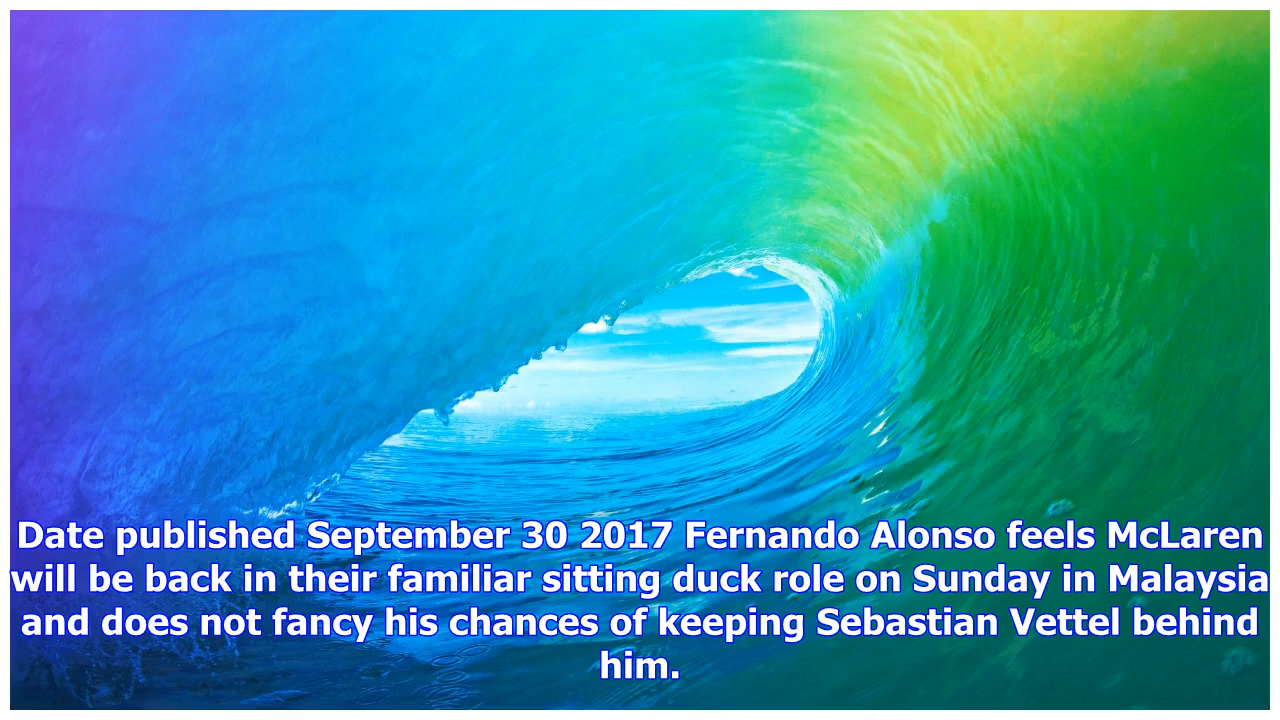 Date published September 30 2017 Fernando Alonso feels McLaren
will be back in their familiar sitting duck role on Sunday in Malaysia
and does not fancy his chances of keeping Sebastian Vettel behind
him.